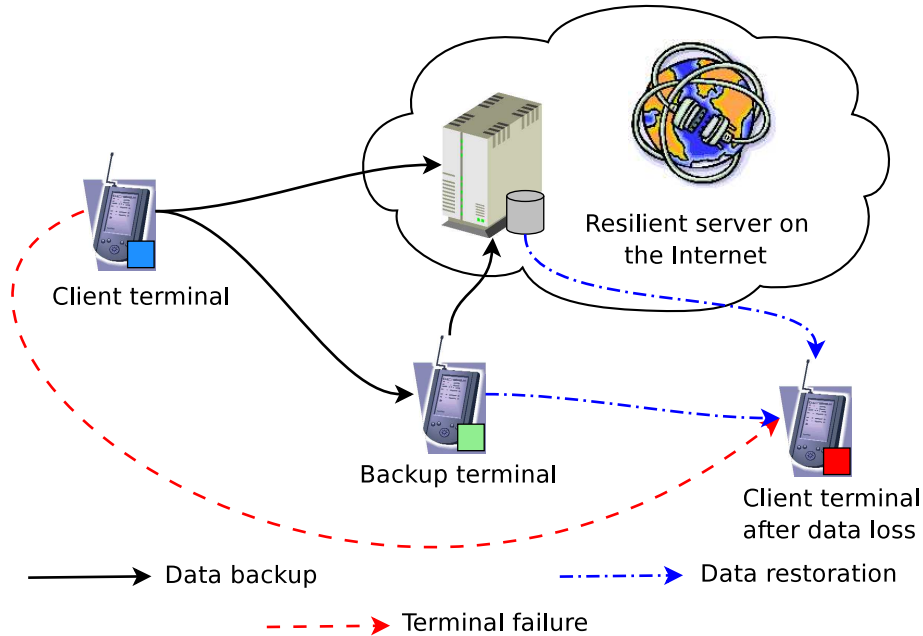 Resilient server on
the Internet
Client terminal
Backup terminal
Client terminal
after data loss
Data backup
Data restoration
Terminal failure